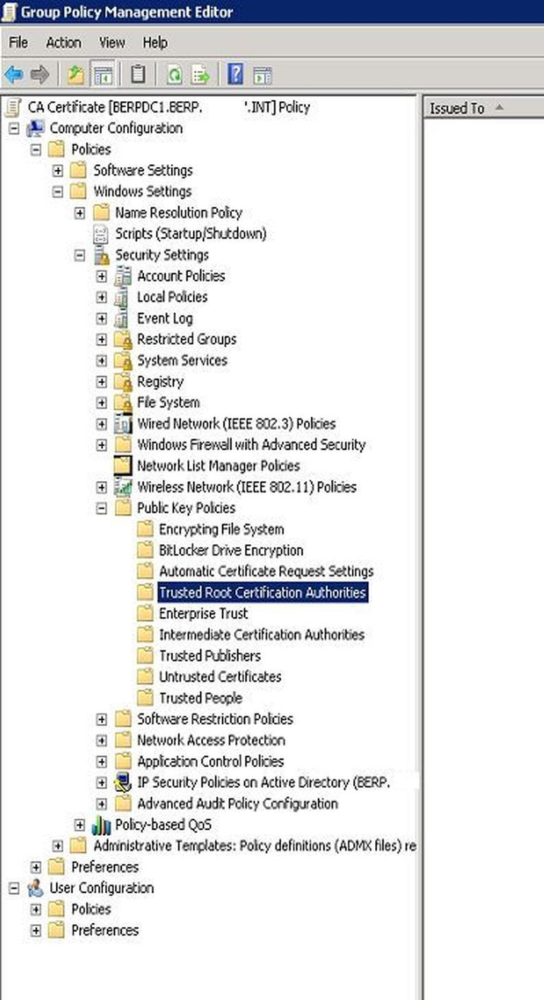 Group Policy Management Editor
File Action View Help
CA Certificate [BERPDC1.BERP. '.INT] Policy
Issued To
Computer Configuration
Policies
Software Settings
Windows Settings
Name Resolution Policy
Scripts (Startup/Shutdown)
Security Settings
Account Policies
Local Policies
Event Log
Restricted Groups
System Services
Registry
File System
Wired Network (IEEE 802.3) Policies
Windows Firewall with Advanced Security
Network List Manager Policies
Wireless Network (IEEE 802.11) Policies
Public Key Policies
Encrypting File System
BitLocker Drive Encryption
Automatic Certificate Request Settings
Trusted Root Certification Authorities
Enterprise Trust
Intermediate Certification Authorities
Trusted Publishers
Untrusted Certificates
Trusted People
Software Restriction Policies
Network Access Protection
Application Control Policies
IP Security Policies on Active Directory (BERP.
Advanced Audit Policy Configuration
Policy-based QoS
Administrative Templates: Policy definitions (ADMX files) re
Preferences
User Configuration
Policies
Preferences